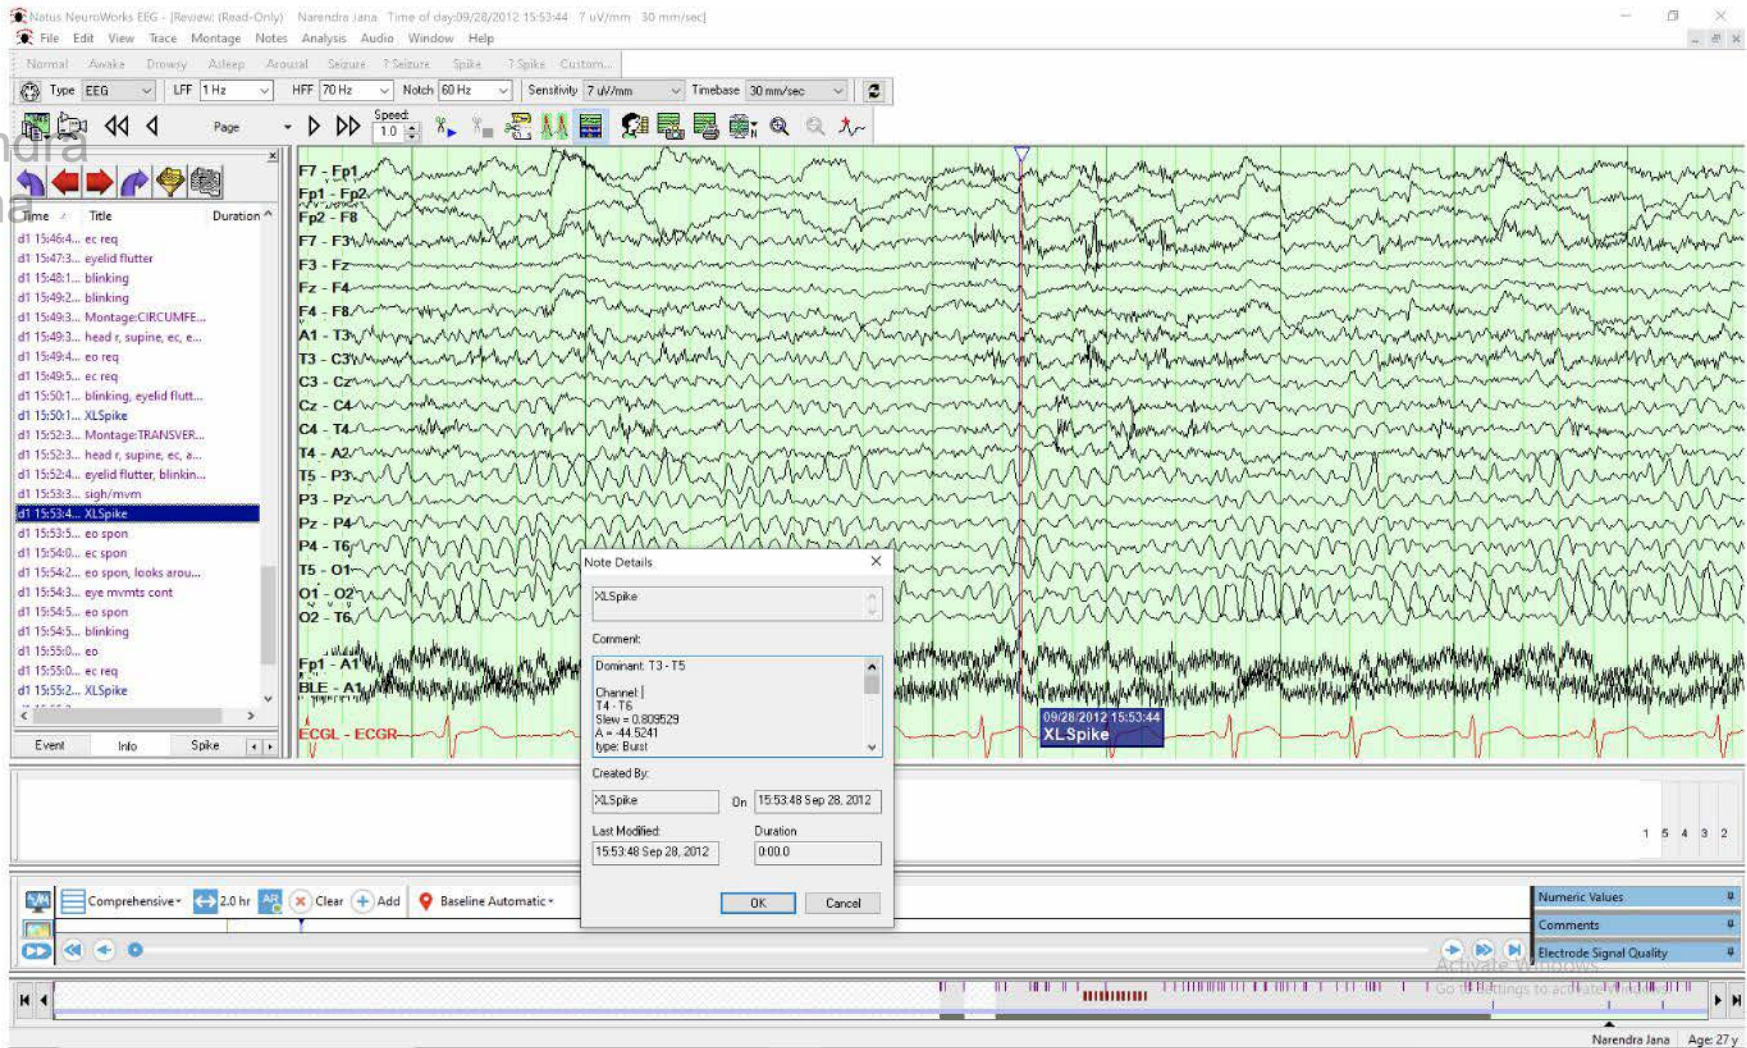 Natus NeuroWorks EEG - [Review: (Read-Only) Narendra Jana Time of day:09/28/2012 15:53:44 7 uV/mm 30 mm/sec]
File Edit View Trace Montage Notes Analysis Audio Window Help
Normal Awake Drowsy Asleep Arousal Seizure ? Seizure Spike ? Spike Custom...
Type EEG LFF 1 Hz HFF 70 Hz Notch 60 Hz Sensitivity 7 uV/mm Timebase 30 mm/sec
Page Speed: 1.0
Time Title Duration
d1 15:46:4... ec req
d1 15:47:3... eyelid flutter
d1 15:48:1... blinking
d1 15:49:2... blinking
d1 15:49:3... Montage:CIRCUMFE...
d1 15:49:3... head r, supine, ec, e...
d1 15:49:4... eo req
d1 15:49:5... ec req
d1 15:50:1... blinking, eyelid flutt...
d1 15:50:1... XLSpike
d1 15:52:3... Montage:TRANSVER...
d1 15:52:3... head r, supine, ec, a...
d1 15:52:4... eyelid flutter, blinkin...
d1 15:53:3... sigh/mvm
d1 15:53:4... XLSpike
d1 15:53:5... eo spon
d1 15:54:0... ec spon
d1 15:54:2... eo spon, looks arou...
d1 15:54:3... eye mvmts cont
d1 15:54:5... eo spon
d1 15:54:5... blinking
d1 15:55:0... eo
d1 15:55:0... ec req
d1 15:55:2... XLSpike
Event Info Spike
F7 - Fp1
Fp1 - Fp2
Fp2 - F8
F7 - F3
F3 - Fz
Fz - F4
F4 - F8
A1 - T3
T3 - C3
C3 - Cz
Cz - C4
C4 - T4
T4 - A2
T5 - P3
P3 - Pz
Pz - P4
P4 - T6
T5 - O1
O1 - O2
O2 - T6
Fp1 - A1
BLE - A1
ECGL - ECGR
09/28/2012 15:53:44
XLSpike
Note Details
XLSpike
Comment:
Dominant: T3 - T5
Channel:
T4 - T6
Slew = 0.809529
A = -44.5241
type: Burst
Created By:
XLSpike On 15:53:48 Sep 28, 2012
Last Modified: Duration
15:53:48 Sep 28, 2012 0:00.0
OK Cancel
1 5 4 3 2
Comprehensive 2.0 hr AR Clear Add Baseline Automatic
Numeric Values
Comments
Electrode Signal Quality
Activate Windows
Go to Settings to activate Windows.
Narendra Jana Age: 27 y